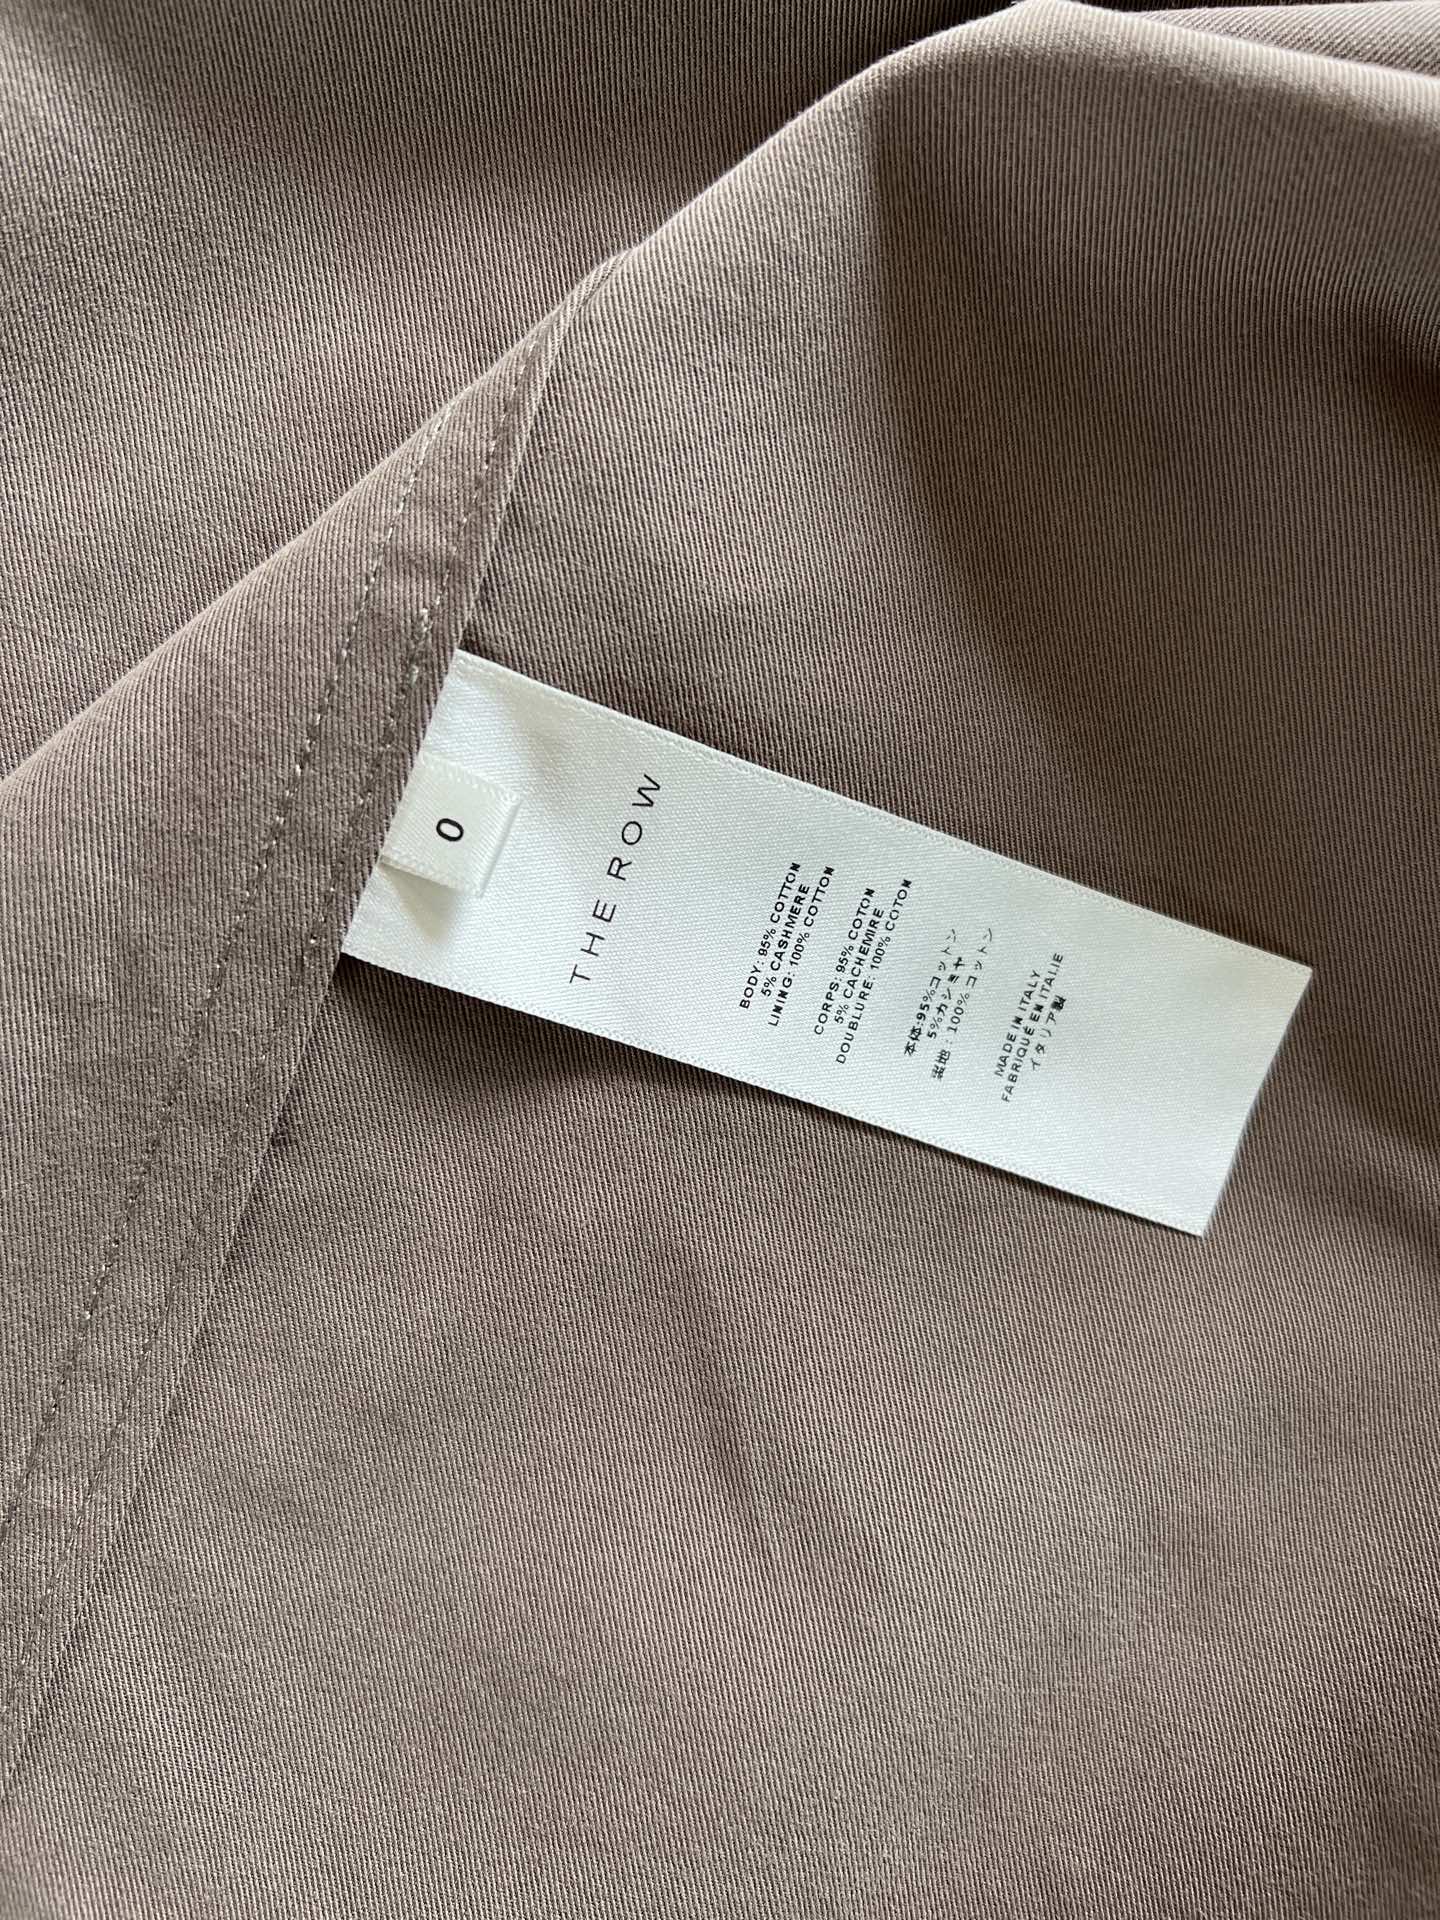 0
THE ROW
BODY: 95% COTTON
5% CASHMERE
LINING: 100% COTTON
CORPS: 95% COTON
5% CACHEMIRE
DOUBLURE: 100% COTON
本体:95%コットン
5%カシミヤ
裏地：100%コットン
MADE IN ITALY
FABRIQUÉ EN ITALIE
イタリア製